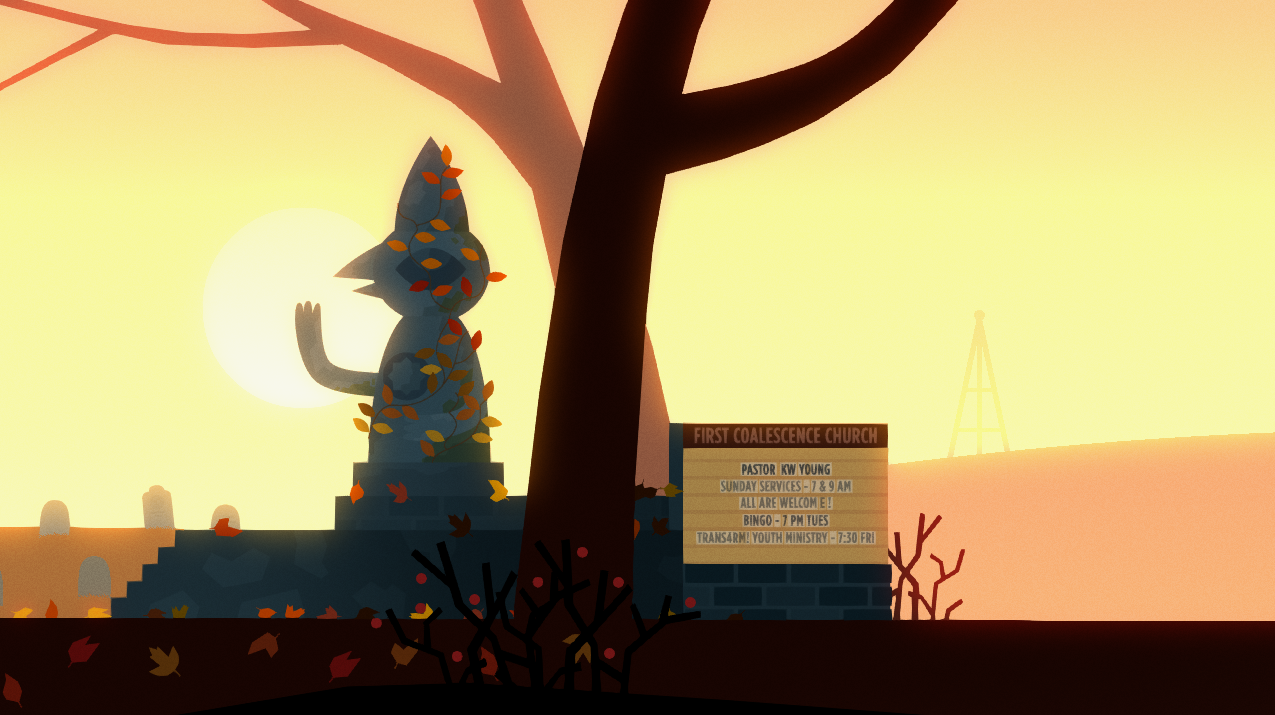 FIRST COALESCENCE CHURCH
PASTOR KW YOUNG
SUNDAY SERVICES - 7 & 9 AM
ALL ARE WELCOM E !
BINGO - 7 PM TUES
TRANS4RM! YOUTH MINISTRY - 7:30 FRI